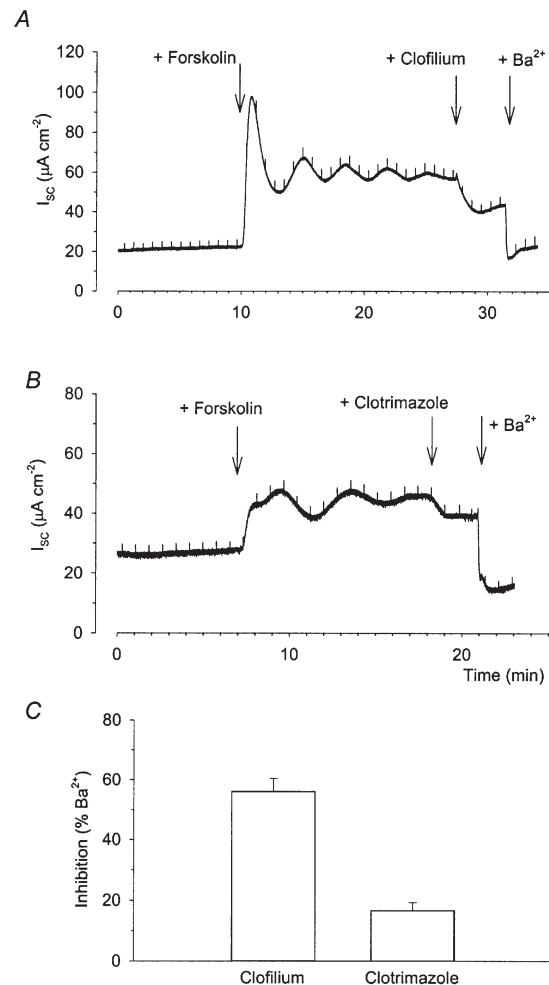 A
+ Forskolin
+ Clofilium
+ Ba²⁺
I_SC (μA cm⁻²)
120
100
80
60
40
20
0
0 10 20 30
B
+ Forskolin
+ Clotrimazole
+ Ba²⁺
I_SC (μA cm⁻²)
80
60
40
20
0
0 10 20
Time (min)
C
Inhibition (% Ba²⁺)
80
60
40
20
0
Clofilium Clotrimazole